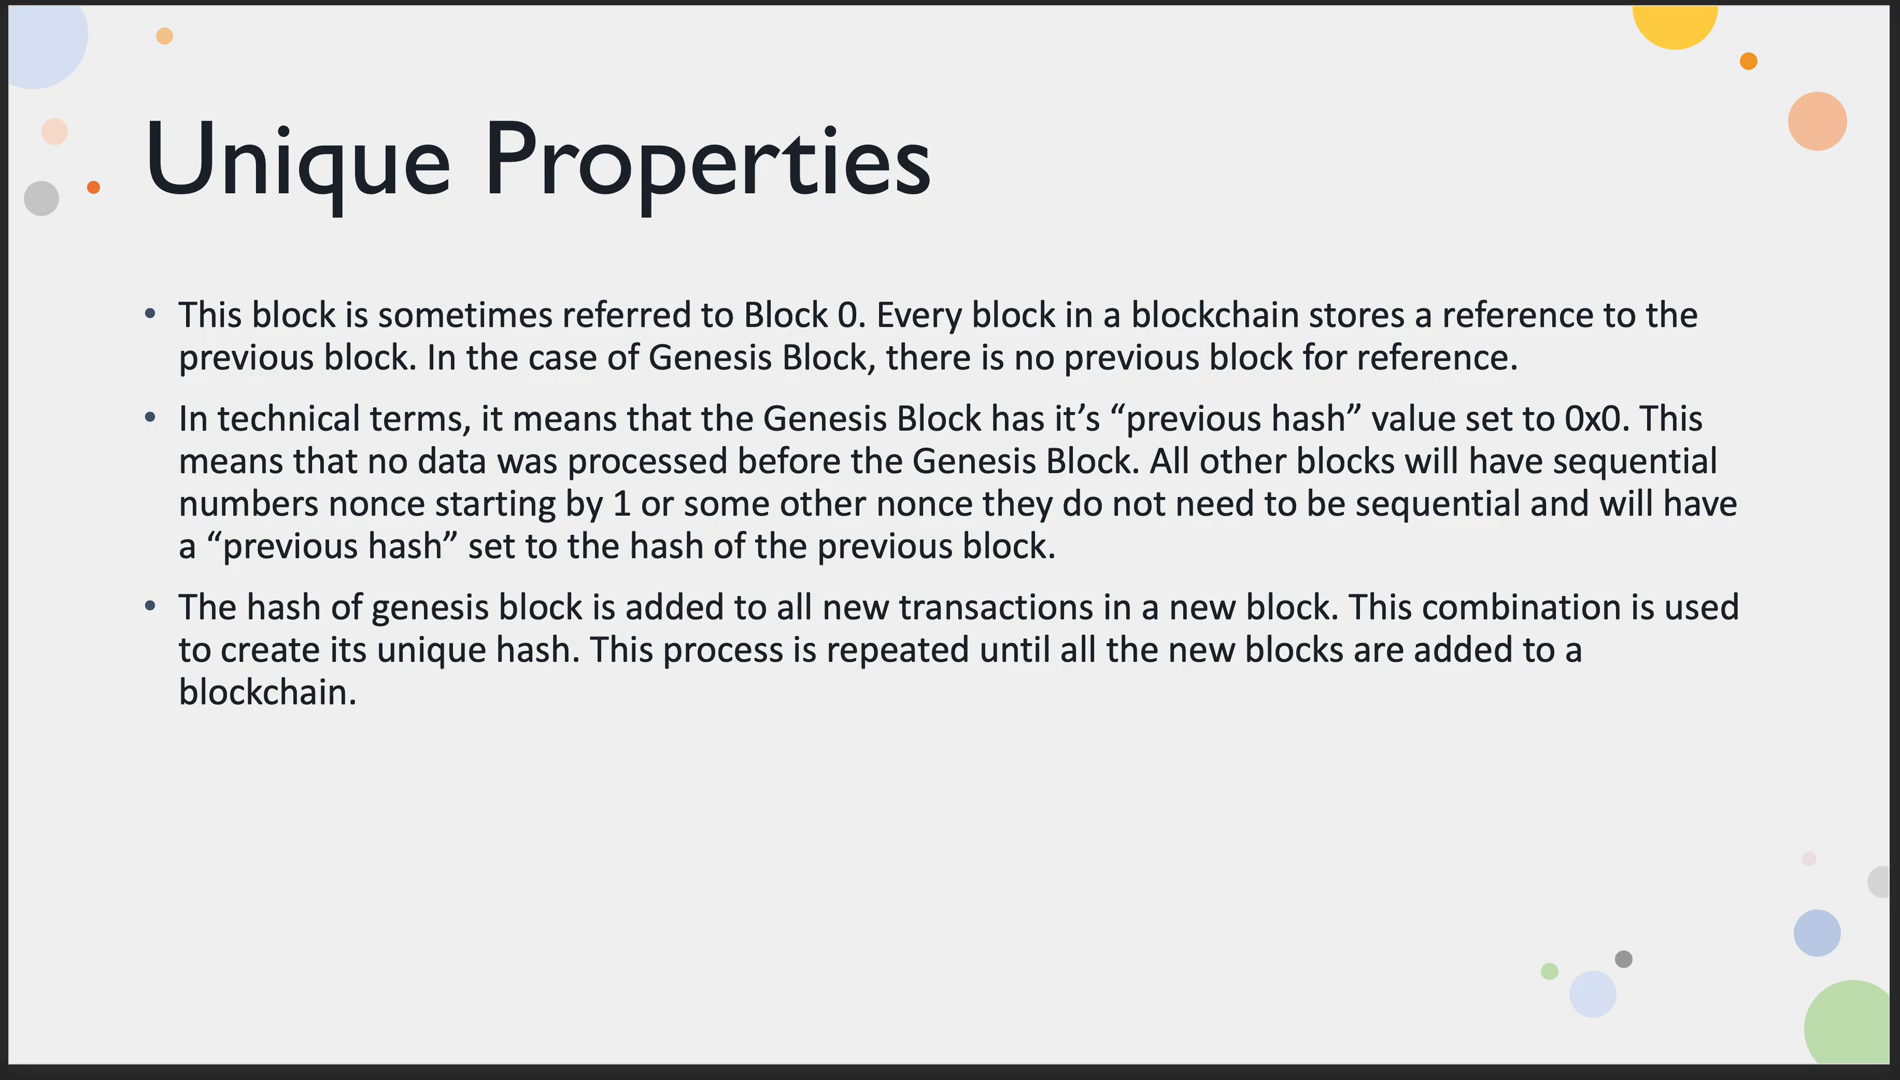 Unique Properties
• This block is sometimes referred to Block 0. Every block in a blockchain stores a reference to the
previous block. In the case of Genesis Block, there is no previous block for reference.
• In technical terms, it means that the Genesis Block has it’s “previous hash” value set to 0x0. This
means that no data was processed before the Genesis Block. All other blocks will have sequential
numbers nonce starting by 1 or some other nonce they do not need to be sequential and will have
a “previous hash” set to the hash of the previous block.
• The hash of genesis block is added to all new transactions in a new block. This combination is used
to create its unique hash. This process is repeated until all the new blocks are added to a
blockchain.